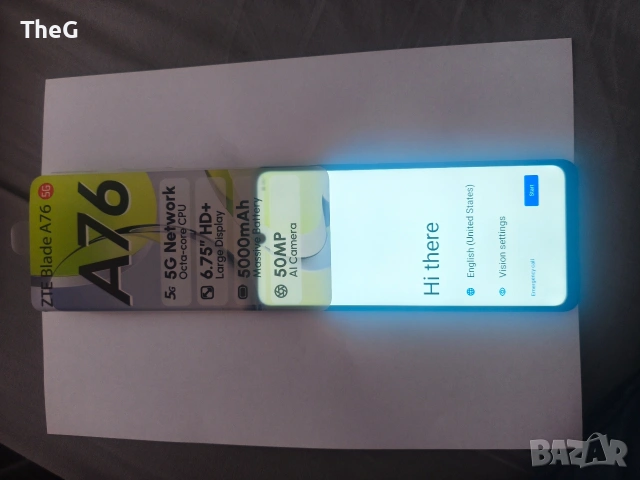 TheG
ZTE Blade A76 5G
A76
5G 5G Network
Octa-core CPU
6.75" HD+
Large Display
5000mAh
Massive Battery
50MP
AI Camera
Hi there
English (United States)
Vision settings
Emergency call
Start
BAZAR